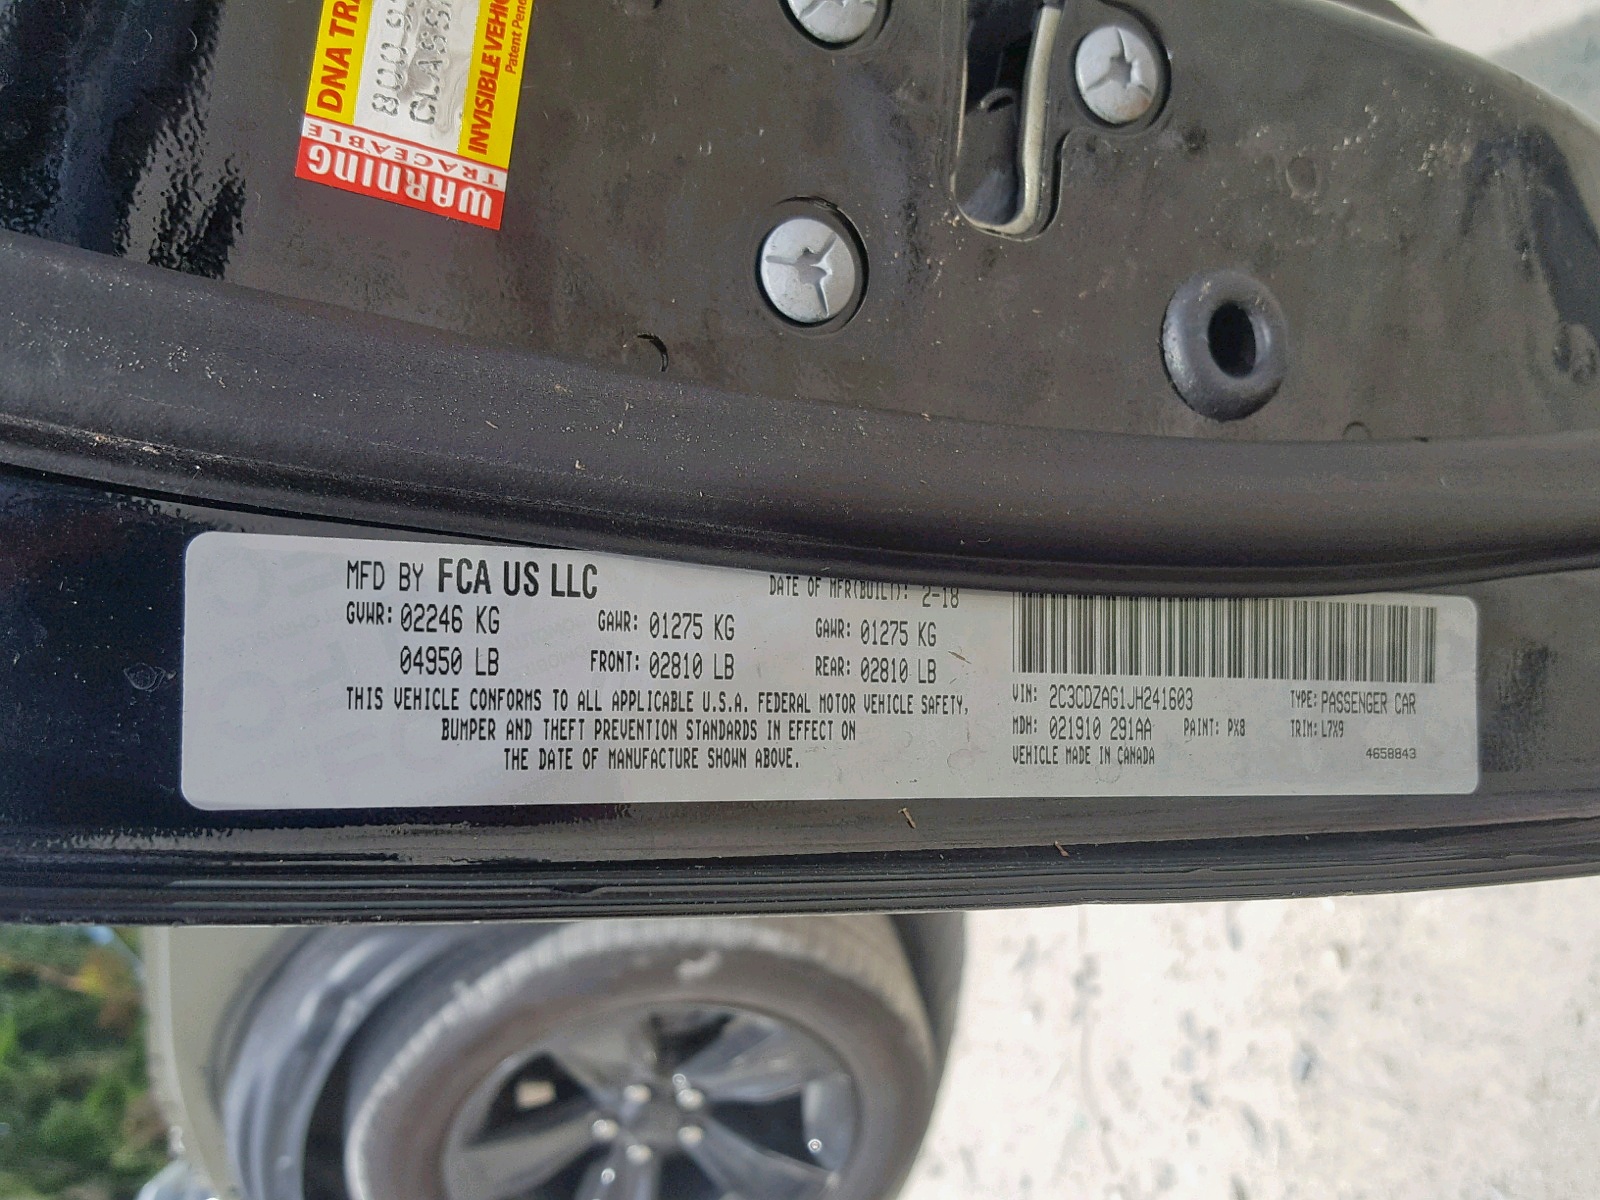 DNA TRA
800 9
GLASS
INVISIBLE VEHIC
Patent Pene
TRACEABLE
WARNING
MFD BY FCA US LLC
DATE OF MFR(BUILT): 2-18
GVWR: 02246 KG GAWR: 01275 KG GAWR: 01275 KG
04950 LB FRONT: 02810 LB REAR: 02810 LB
THIS VEHICLE CONFORMS TO ALL APPLICABLE U.S.A. FEDERAL MOTOR VEHICLE SAFETY,
BUMPER AND THEFT PREVENTION STANDARDS IN EFFECT ON
THE DATE OF MANUFACTURE SHOWN ABOVE.
VIN: 2C3CDZAG1JH241603 TYPE: PASSENGER CAR
MDH: 021910 291AA PAINT: PX8 TRIM: L7X9
VEHICLE MADE IN CANADA 4658843